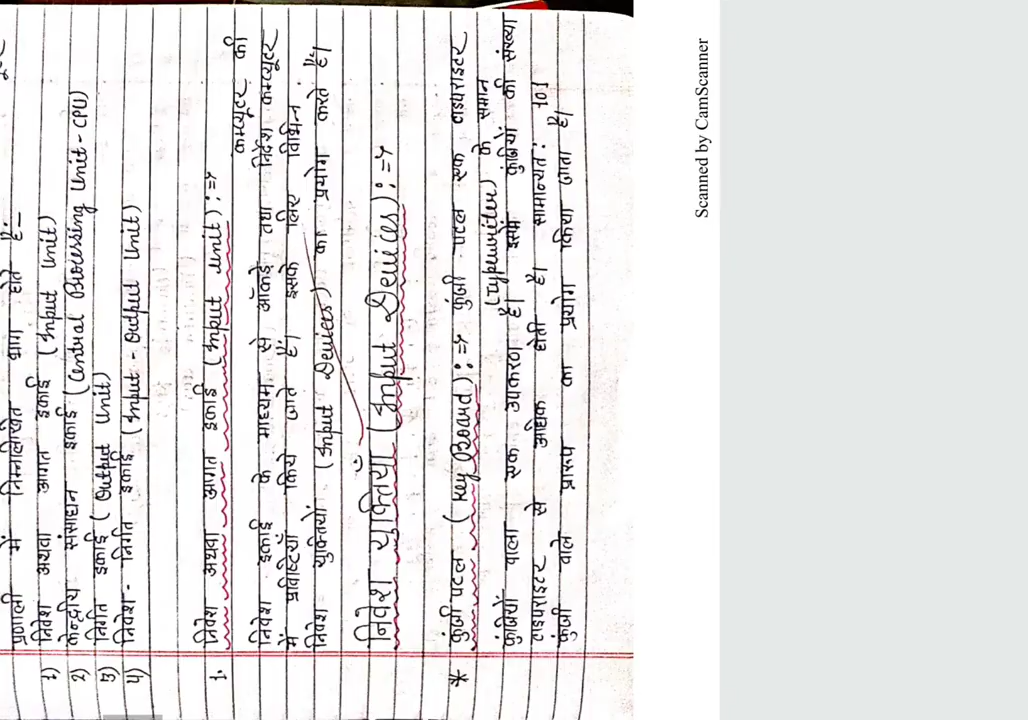 प्रणाली में निम्नलिखित भाग होते हैं:-
1) निवेश अथवा आगत इकाई (Input Unit)
2) केन्द्रीय संसाधन इकाई (Central Processing Unit - CPU)
3) निर्गत इकाई (Output Unit)
4) निवेश - निर्गत इकाई (Input - Output Unit)
1. निवेश अथवा आगत इकाई (Input unit) :=>
कम्प्यूटर की
निवेश इकाई के माध्यम से आँकड़े तथा निर्देश कम्प्यूटर
में प्रविष्टियाँ किये जाते हैं। इसके लिए विभिन्न
निवेश युक्तियों (Input Devices) का प्रयोग करते हैं।
निवेश युक्तियाँ (Input Devices) :=>
* कुंजी पटल (Key Board) :=> कुंजी पटल एक टाइपराइटर
(Typewriter) के समान
कुंजियों वाला एक उपकरण है। इसमें कुंजियों की संख्या
टाइपराइटर से अधिक होती है। सामान्यत: 101
कुंजी वाले प्रारूप का प्रयोग किया जाता है।
Scanned by CamScanner